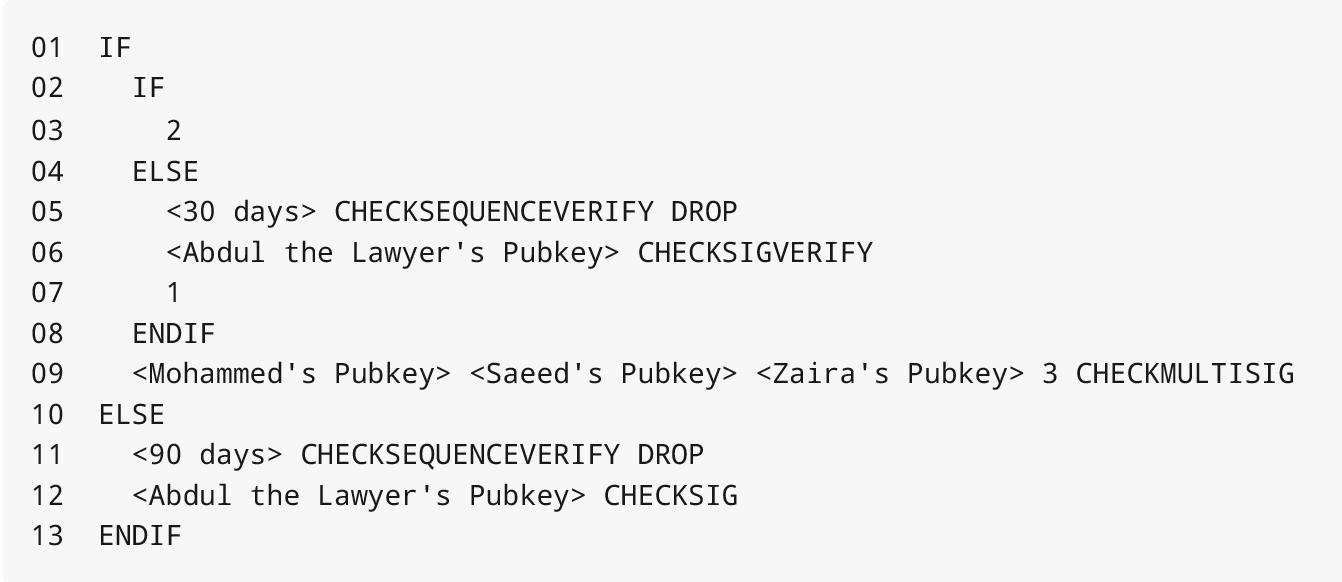 01 IF
02 IF
03 2
04 ELSE
05 <30 days> CHECKSEQUENCEVERIFY DROP
06 <Abdul the Lawyer's Pubkey> CHECKSIGVERIFY
07 1
08 ENDIF
09 <Mohammed's Pubkey> <Saeed's Pubkey> <Zaira's Pubkey> 3 CHECKMULTISIG
10 ELSE
11 <90 days> CHECKSEQUENCEVERIFY DROP
12 <Abdul the Lawyer's Pubkey> CHECKSIG
13 ENDIF